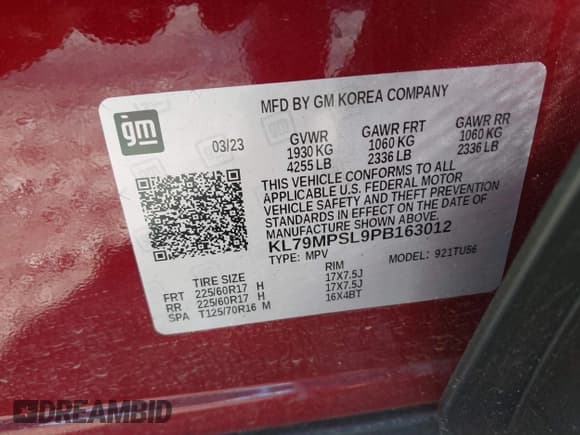 MFD BY GM KOREA COMPANY
gm
03/23
GVWR GAWR FRT GAWR RR
1930 KG 1060 KG 1060 KG
4255 LB 2336 LB 2336 LB
THIS VEHICLE CONFORMS TO ALL
APPLICABLE U.S. FEDERAL MOTOR
VEHICLE SAFETY AND THEFT PREVENTION
STANDARDS IN EFFECT ON THE DATE OF
MANUFACTURE SHOWN ABOVE.
KL79MPSL9PB163012
TYPE: MPV MODEL: 921TU56
TIRE SIZE RIM
FRT 225/60R17 H 17X7.5J
RR 225/60R17 H 17X7.5J
SPA T125/70R16 M 16X4BT
DREAMBID